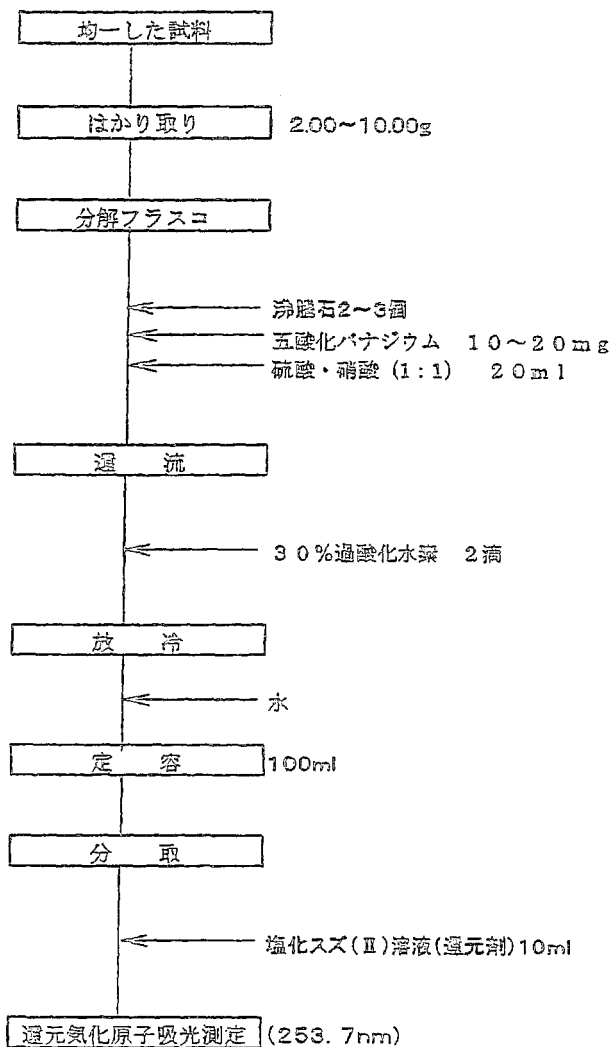 均一した試料
はかり取り 2.00~10.00g
分解フラスコ
沸騰石2~3個
五酸化バナジウム 10~20mg
硫酸・硝酸 (1:1) 20ml
還 流
30%過酸化水素 2滴
放 冷
水
定 容 100ml
分 取
塩化スズ(Ⅱ)溶液(還元剤)10ml
還元気化原子吸光測定 (253.7nm)